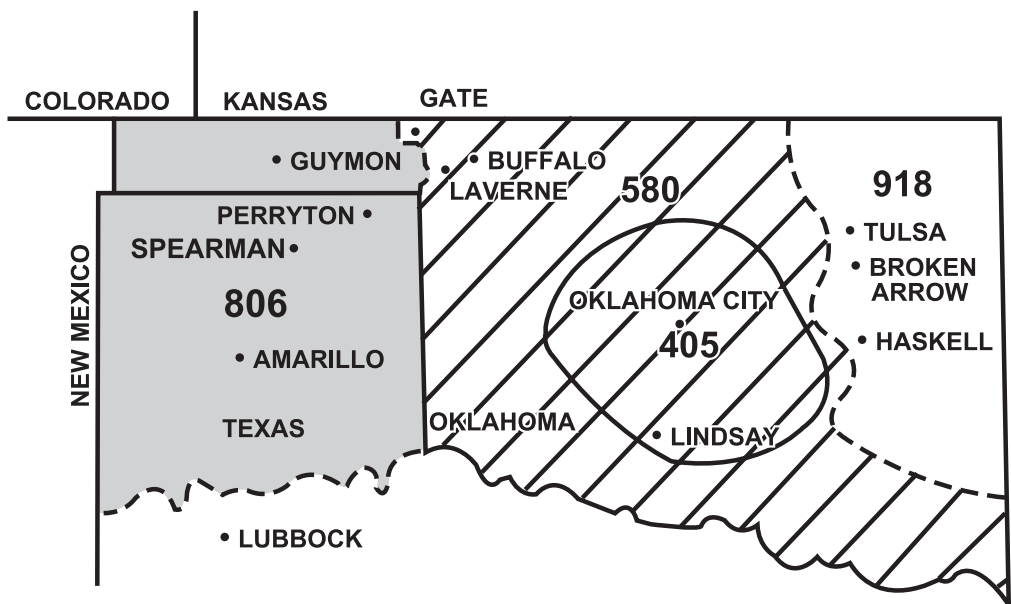 COLORADO
KANSAS
GATE
GUYMON
BUFFALO
LAVERNE
580
918
PERRYTON
SPEARMAN
TULSA
BROKEN
ARROW
NEW MEXICO
806
OKLAHOMA CITY
405
HASKELL
AMARILLO
TEXAS
OKLAHOMA
LINDSAY
LUBBOCK